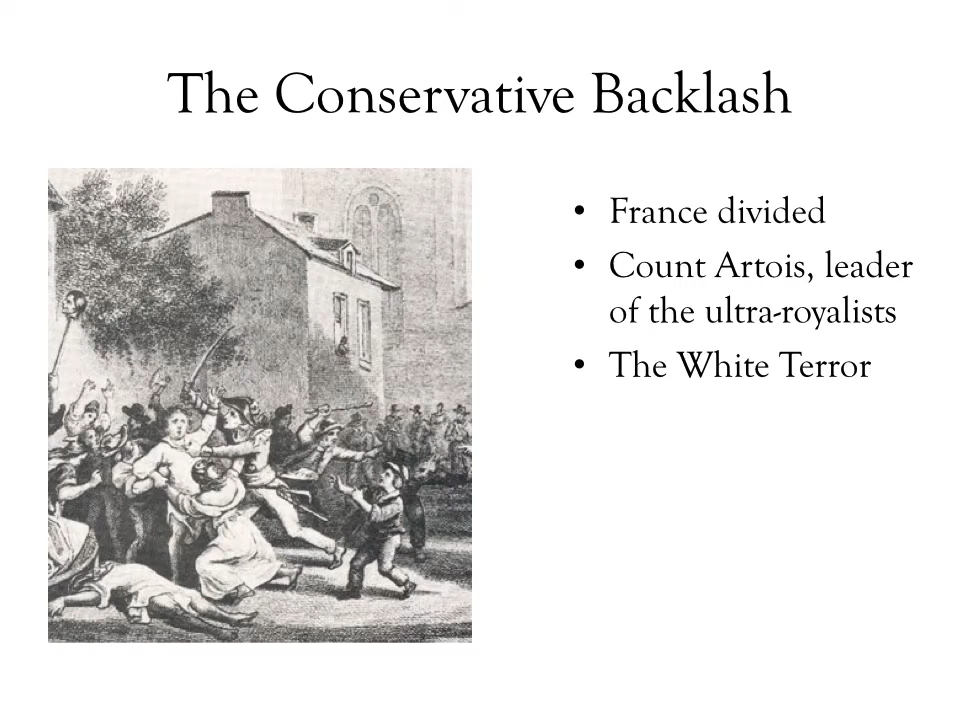 The Conservative Backlash
• France divided
• Count Artois, leader
of the ultra-royalists
• The White Terror